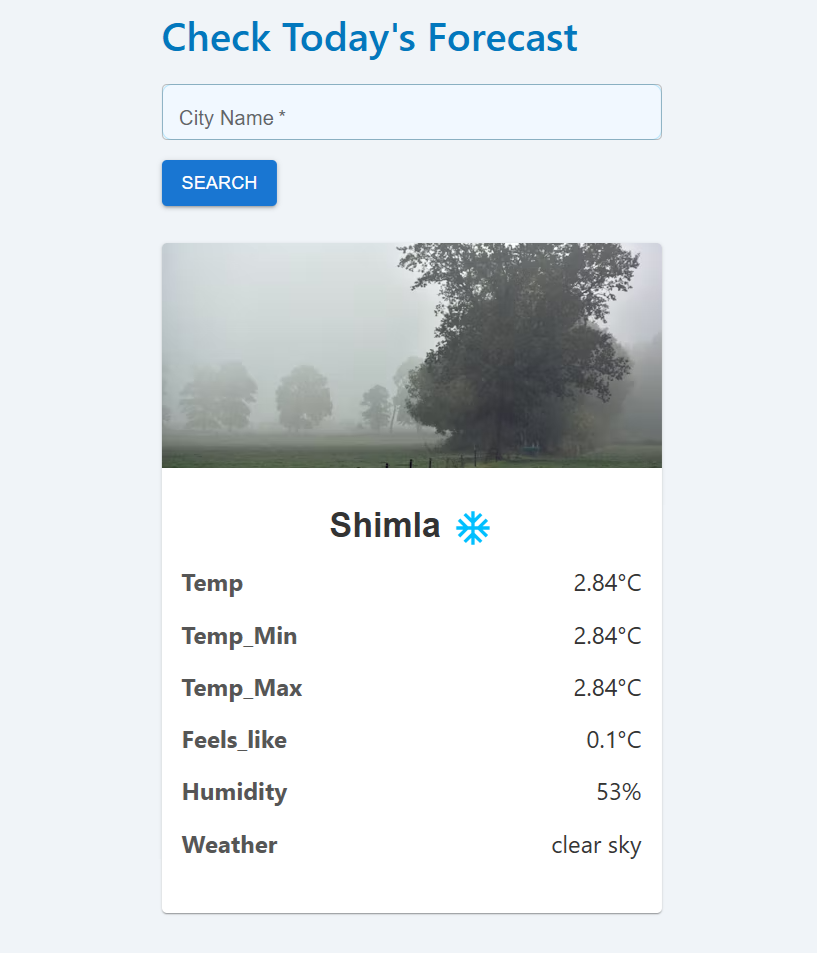 Check Today's Forecast
City Name *
SEARCH
Shimla
Temp 2.84°C
Temp_Min 2.84°C
Temp_Max 2.84°C
Feels_like 0.1°C
Humidity 53%
Weather clear sky